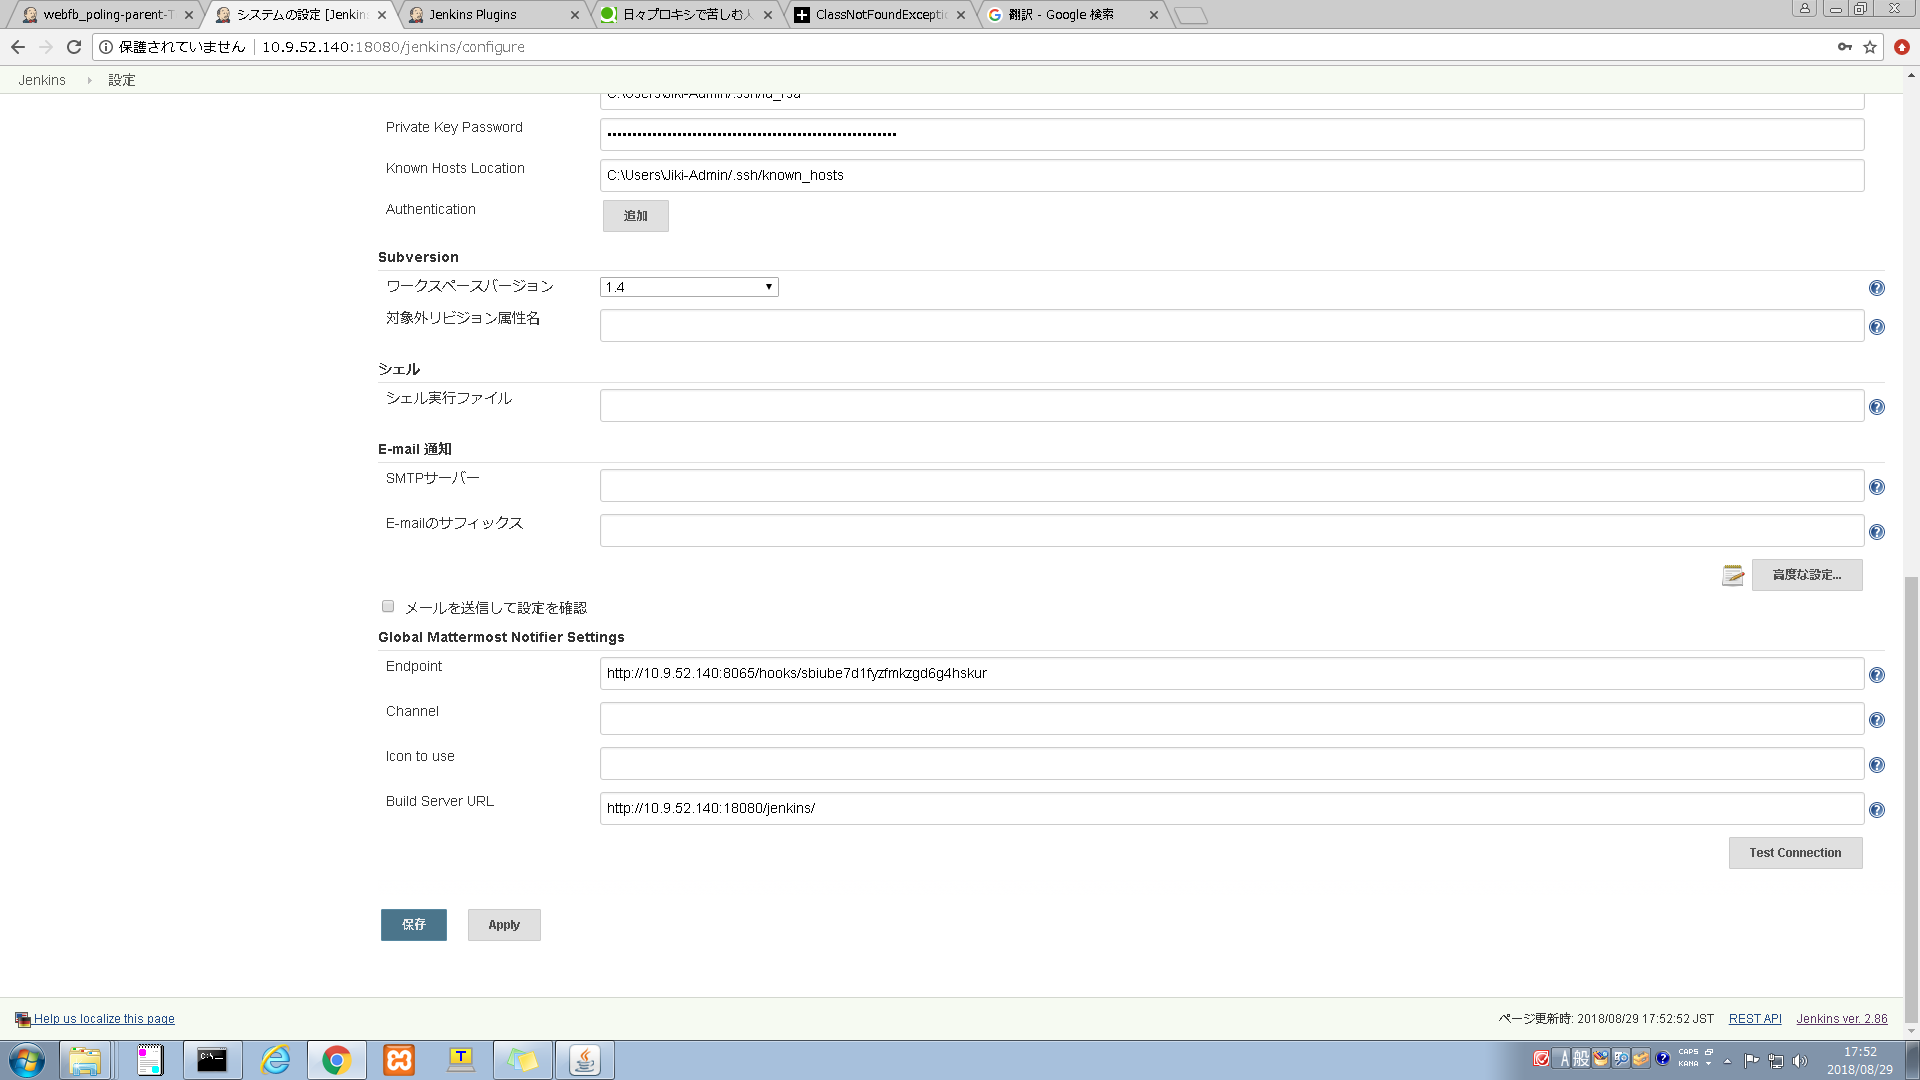 webfb_poling-parent-T
システムの設定 [Jenkins
Jenkins Plugins
日々プロキシで苦しむ人
ClassNotFoundExceptio
翻訳 - Google 検索
保護されていません 10.9.52.140:18080/jenkins/configure
Jenkins 設定
C:\Users\Jiki-Admin/.ssh/id_rsa
Private Key Password ••••••••••••••••••••••••••••••••••••••••••••••••••••••••••
Known Hosts Location C:\Users\Jiki-Admin/.ssh/known_hosts
Authentication 追加
Subversion
ワークスペースバージョン 1.4
対象外リビジョン属性名
シェル
シェル実行ファイル
E-mail 通知
SMTPサーバー
E-mailのサフィックス
高度な設定...
メールを送信して設定を確認
Global Mattermost Notifier Settings
Endpoint http://10.9.52.140:8065/hooks/sbiube7d1fyzfmkzgd6g4hskur
Channel
Icon to use
Build Server URL http://10.9.52.140:18080/jenkins/
Test Connection
保存 Apply
Help us localize this page
ページ更新時: 2018/08/29 17:52:52 JST REST API Jenkins ver. 2.86
C:\_
T
A 般 CAPS KANA
17:52
2018/08/29